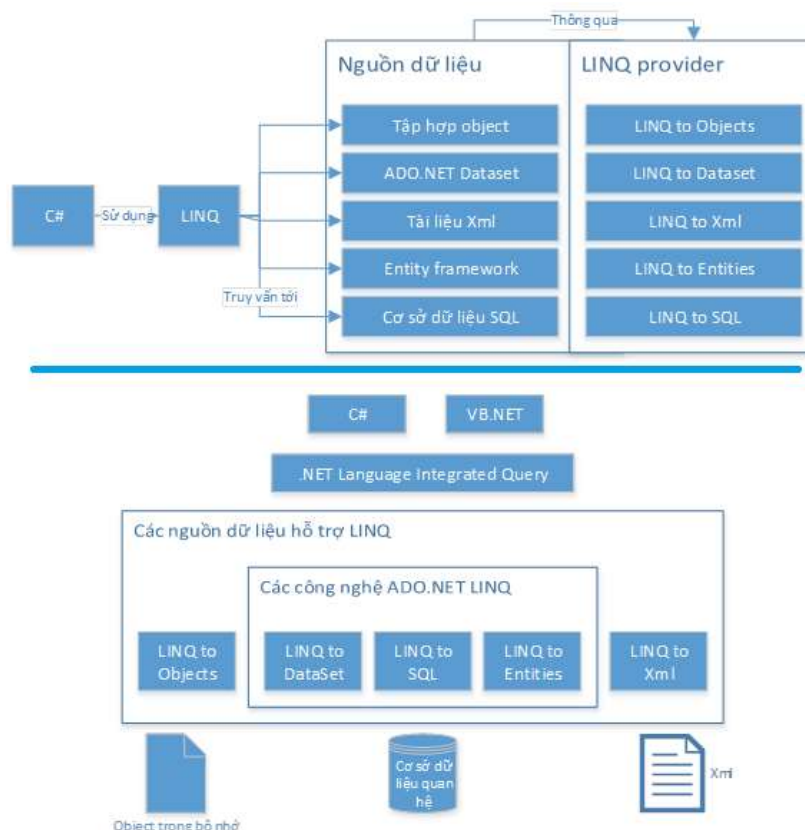 Thông qua
Nguồn dữ liệu
LINQ provider
Tập hợp object
LINQ to Objects
ADO.NET Dataset
LINQ to Dataset
C#
Sử dụng
LINQ
Tài liệu Xml
LINQ to Xml
Entity framework
LINQ to Entities
Truy vấn tới
Cơ sở dữ liệu SQL
LINQ to SQL
C#
VB.NET
.NET Language Integrated Query
Các nguồn dữ liệu hỗ trợ LINQ
Các công nghệ ADO.NET LINQ
LINQ to
Objects
LINQ to
DataSet
LINQ to
SQL
LINQ to
Entities
LINQ to
Xml
Cơ sở dữ
liệu quan
hệ
Xml
Object trong bộ nhớ